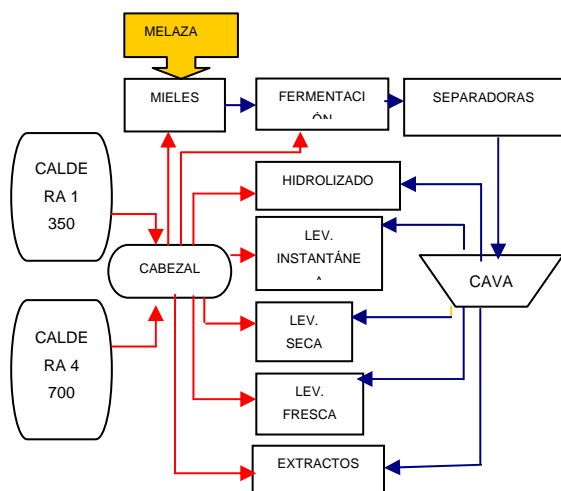 MELAZA
MIELES
FERMENTACI
ÓN
SEPARADORAS
CALDE
RA 1
350
HIDROLIZADO
LEV.
INSTANTÁNE
CABEZAL
CAVA
CALDE
RA 4
700
LEV.
SECA
LEV.
FRESCA
EXTRACTOS